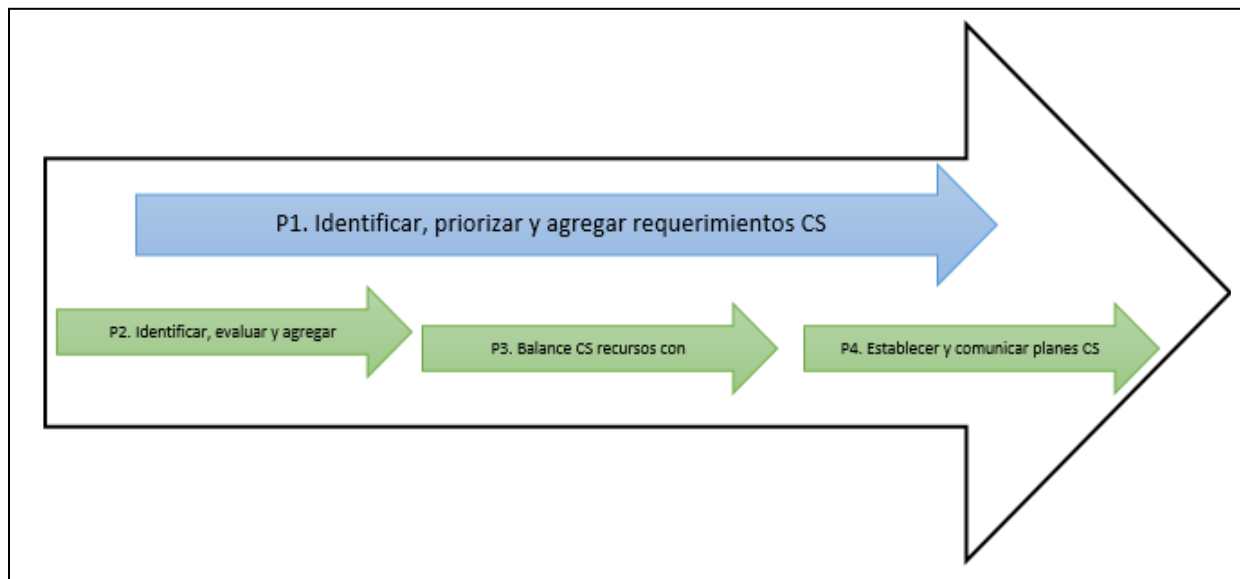 P1. Identificar, priorizar y agregar requerimientos CS
P2. Identificar, evaluar y agregar
P3. Balance CS recursos con
P4. Establecer y comunicar planes CS